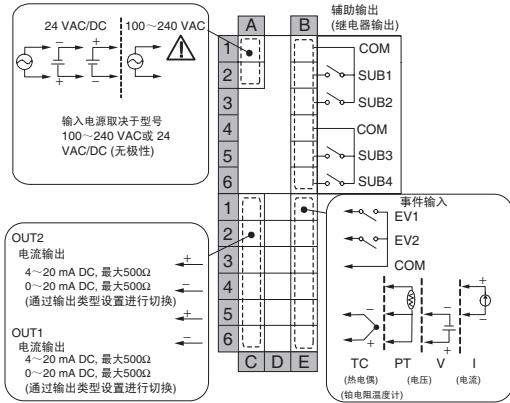 24 VAC/DC
100～240 VAC
输入电源取决于型号
100～240 VAC或 24
VAC/DC (无极性)
A
B
1
2
3
4
5
6
1
2
3
4
5
6
C
D
E
辅助输出
(继电器输出)
COM
SUB1
SUB2
COM
SUB3
SUB4
OUT2
电流输出
4～20 mA DC, 最大500Ω
0～20 mA DC, 最大500Ω
(通过输出类型设置进行切换)
OUT1
电流输出
4～20 mA DC, 最大500Ω
0～20 mA DC, 最大500Ω
(通过输出类型设置进行切换)
事件输入
EV1
EV2
COM
TC
PT
V
I
(热电偶)
(电压)
(电流)
(铂电阻温度计)